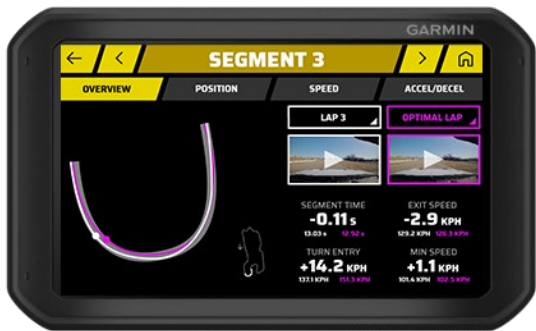 GARMIN
SEGMENT 3
OVERVIEW POSITION SPEED ACCEL/DECEL
LAP 3 OPTIMAL LAP
SEGMENT TIME EXIT SPEED
-0.11 s -2.9 KPH
13.03 s 12.92 s 129.2 KPH 126.3 KPH
TURN ENTRY MIN SPEED
+14.2 KPH +1.1 KPH
137.1 KPH 151.3 KPH 101.4 KPH 102.5 KPH